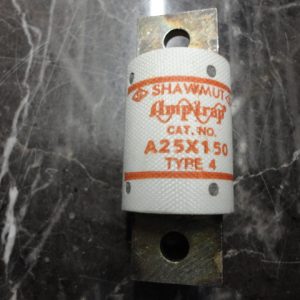 SHAWMUT
Amp-trap
CAT. NO.
A25X150
TYPE 4